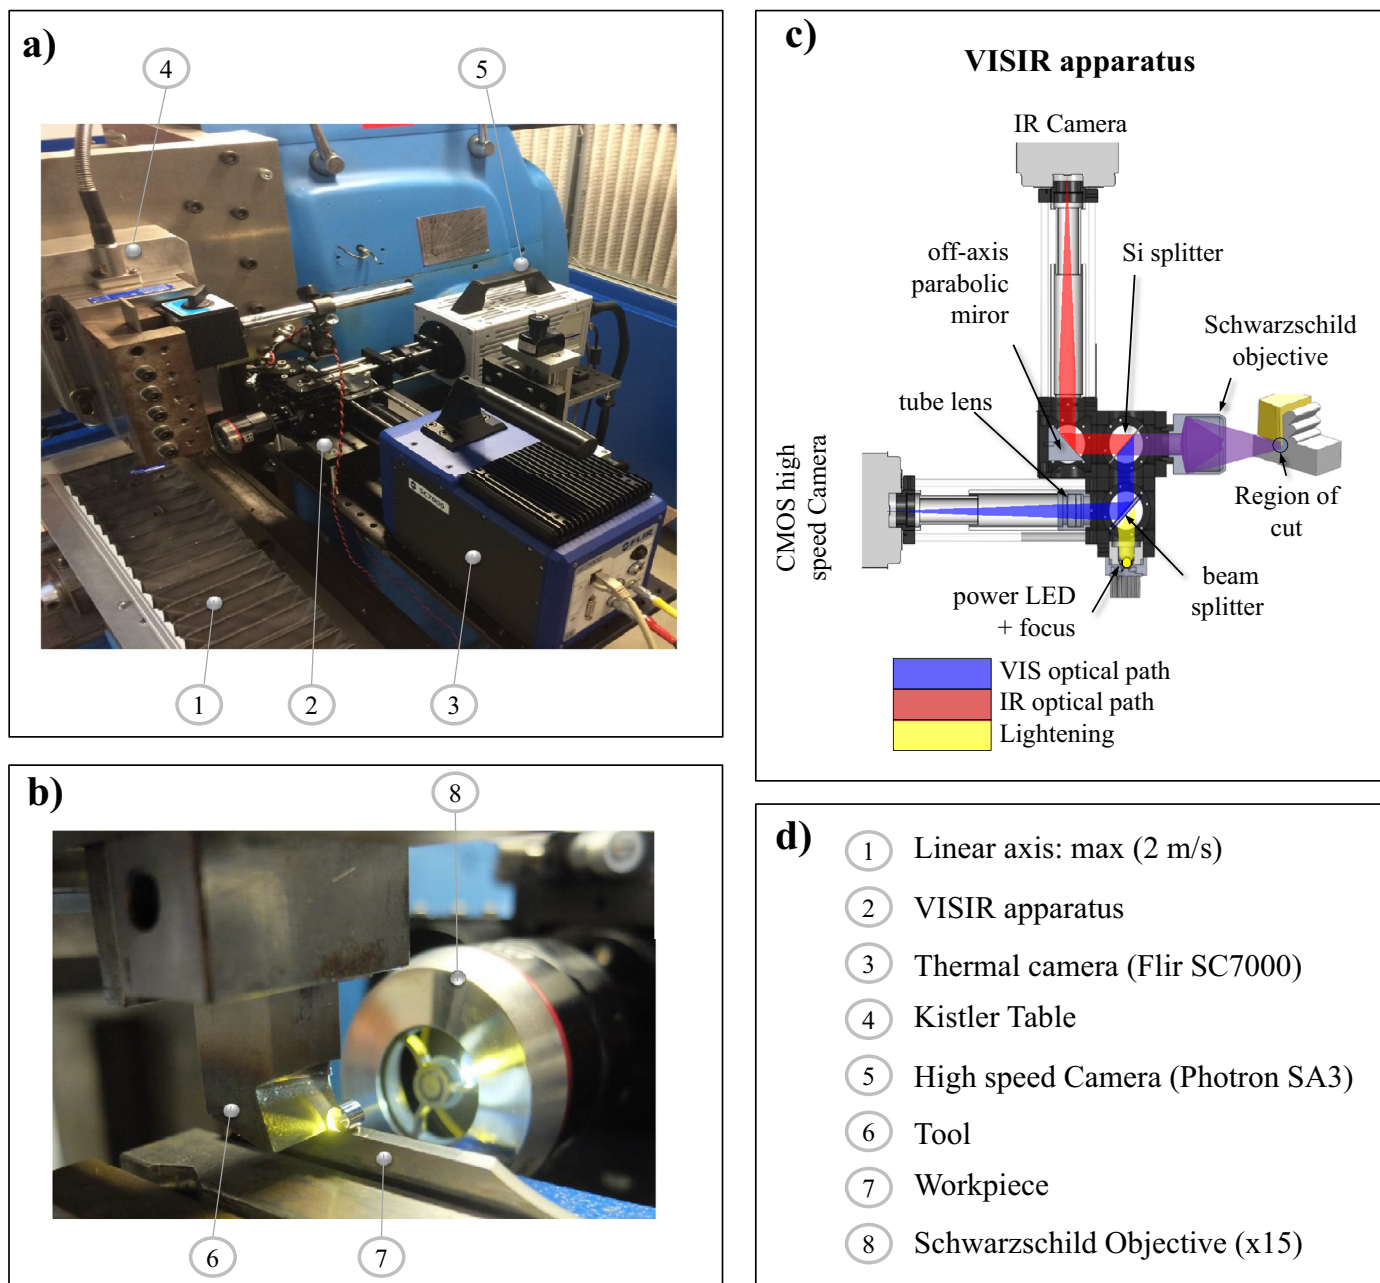 a)
4
5
SC7000
FLIR
1
2
3
b)
8
6
7
c)
VISIR apparatus
IR Camera
off-axis
parabolic
miror
Si splitter
Schwarzschild
objective
tube lens
CMOS high
speed Camera
Region of
cut
power LED
+ focus
beam
splitter
VIS optical path
IR optical path
Lightening
d)
1 Linear axis: max (2 m/s)
2 VISIR apparatus
3 Thermal camera (Flir SC7000)
4 Kistler Table
5 High speed Camera (Photron SA3)
6 Tool
7 Workpiece
8 Schwarzschild Objective (x15)